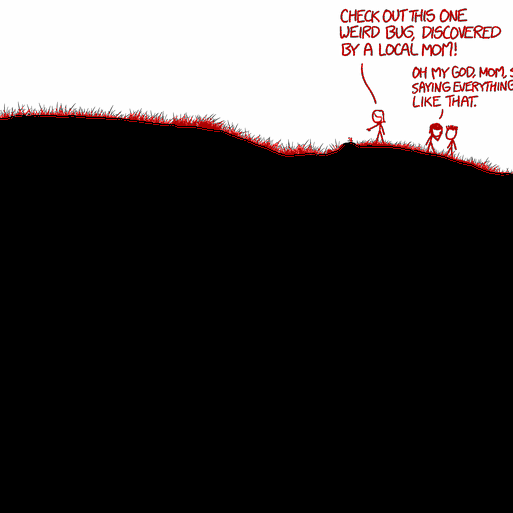 CHECK OUT THIS ONE
WEIRD BUG, DISCOVERED
BY A LOCAL MOM!
OH MY GOD, MOM, S
SAYING EVERYTHING
LIKE THAT.